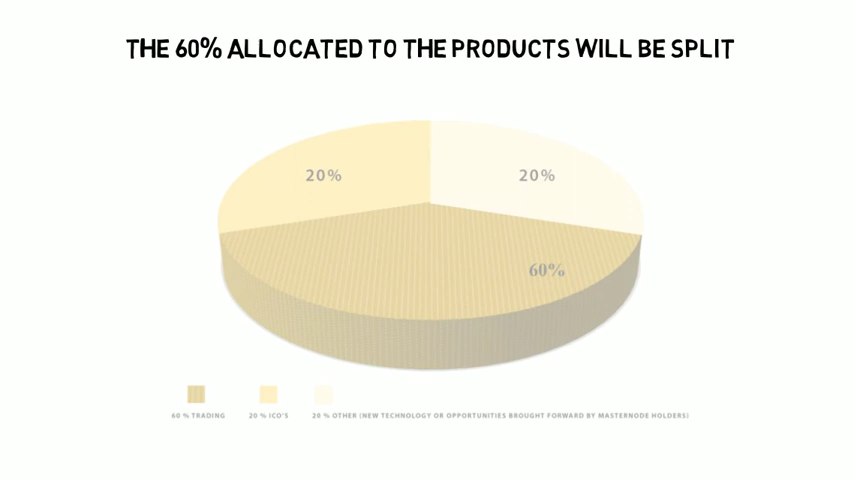 THE 60% ALLOCATED TO THE PRODUCTS WILL BE SPLIT
20%
20%
60%
60 % TRADING
20 % ICO'S
20 % OTHER (NEW TECHNOLOGY OR OPPORTUNITIES BROUGHT FORWARD BY MASTERNODE HOLDERS)